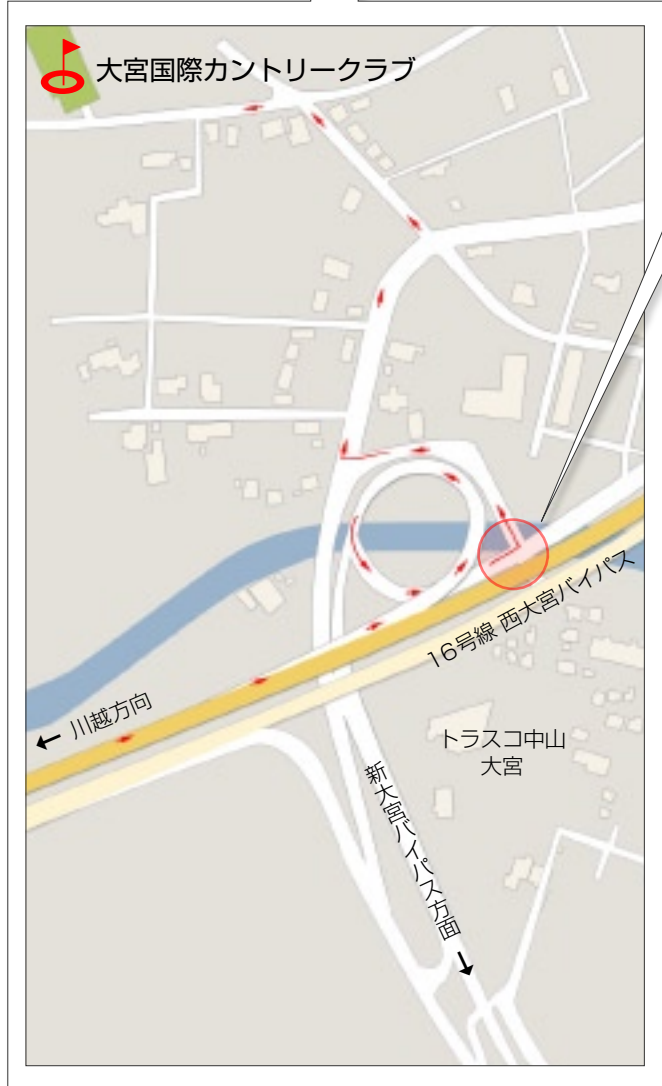 大宮国際カントリークラブ
16号線 西大宮バイパス
川越方向
トラスコ中山
大宮
新大宮バイパス方面